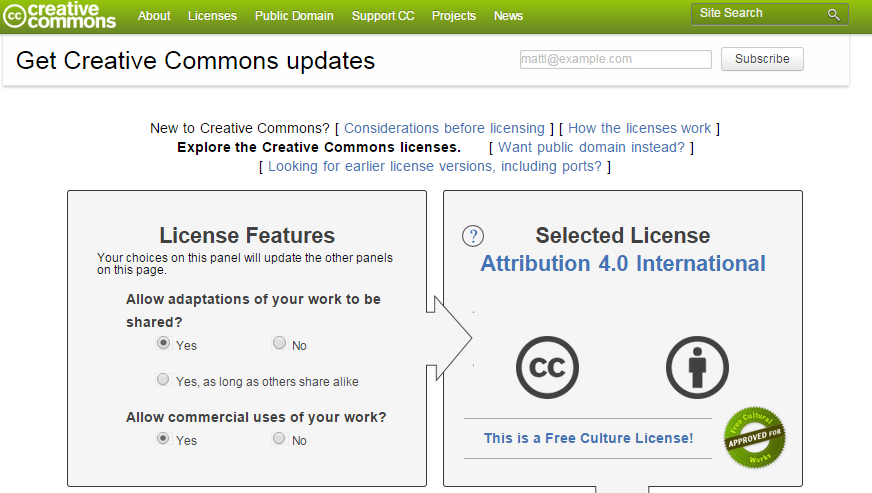 cc creative commons About Licenses Public Domain Support CC Projects News Site Search
Get Creative Commons updates mattl@example.com Subscribe
New to Creative Commons? [ Considerations before licensing ] [ How the licenses work ]
Explore the Creative Commons licenses. [ Want public domain instead? ]
[ Looking for earlier license versions, including ports? ]
License Features
Your choices on this panel will update the other panels
on this page.
Allow adaptations of your work to be
shared?
Yes No
Yes, as long as others share alike
Allow commercial uses of your work?
Yes No
? Selected License
Attribution 4.0 International
cc
This is a Free Culture License!
Free Cultural
APPROVED FOR
Works